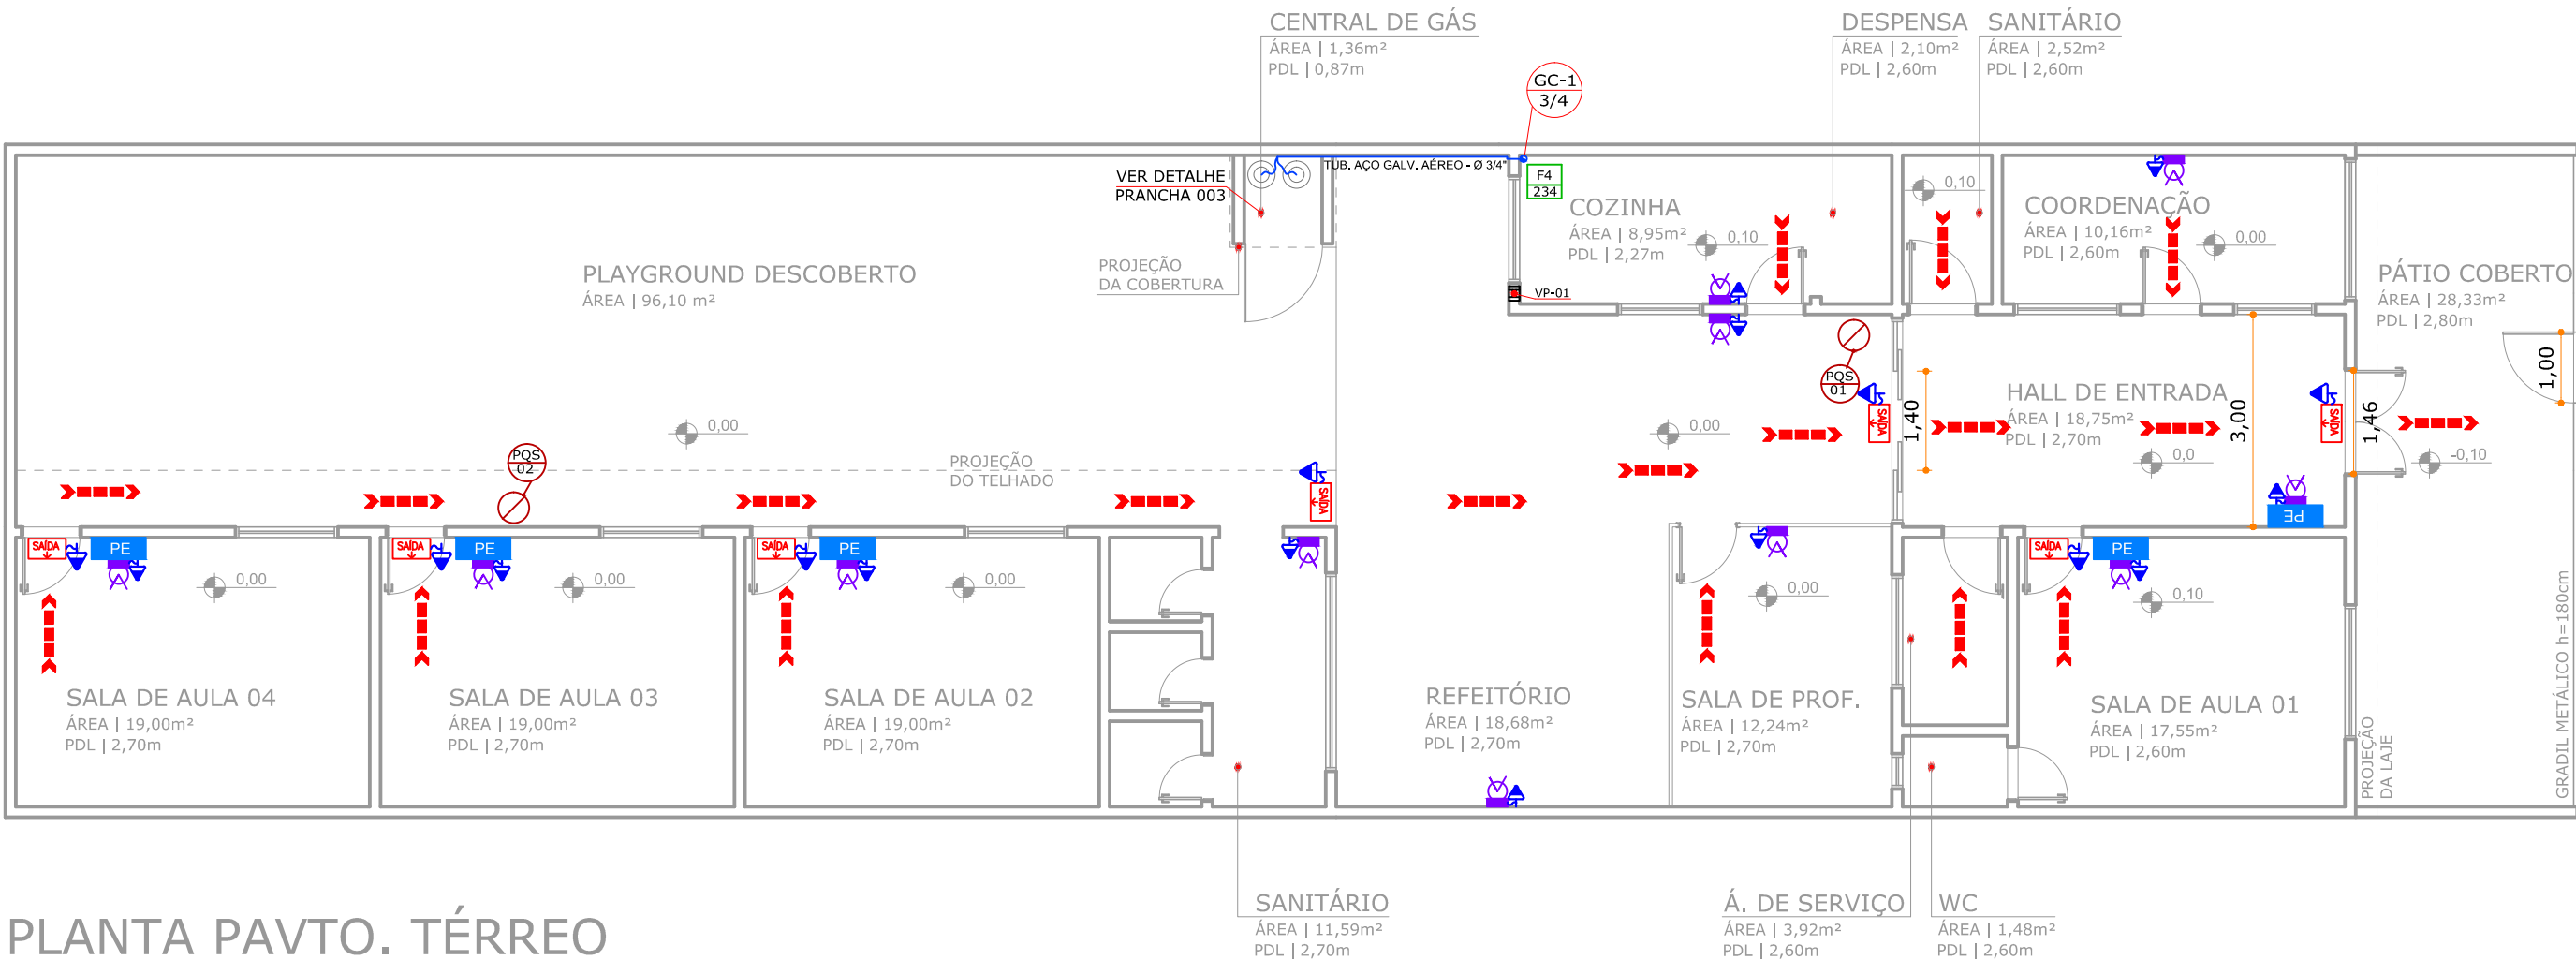 CENTRAL DE GÁS
ÁREA | 1,36m²
PDL | 0,87m
DESPENSA
ÁREA | 2,10m²
PDL | 2,60m
SANITÁRIO
ÁREA | 2,52m²
PDL | 2,60m
GC-1
3/4
VER DETALHE
PRANCHA 003
TUB. AÇO GALV. AÉREO - Ø 3/4"
F4
234
COZINHA
ÁREA | 8,95m²
PDL | 2,27m
0,10
VP-01
0,10
COORDENAÇÃO
ÁREA | 10,16m²
PDL | 2,60m
0,00
PÁTIO COBERTO
ÁREA | 28,33m²
PDL | 2,80m
PLAYGROUND DESCOBERTO
ÁREA | 96,10 m²
PROJEÇÃO
DA COBERTURA
0,00
PQS
01
SAÍDA
1,40
HALL DE ENTRADA
ÁREA | 18,75m²
PDL | 2,70m
0,0
3,00
SAÍDA
1,46
1,00
-0,10
PE
PQS
02
PROJEÇÃO
DO TELHADO
SAÍDA
0,00
SAÍDA
PE
0,00
SAÍDA
PE
0,00
SAÍDA
PE
0,00
0,00
SAÍDA
PE
0,10
SALA DE AULA 04
ÁREA | 19,00m²
PDL | 2,70m
SALA DE AULA 03
ÁREA | 19,00m²
PDL | 2,70m
SALA DE AULA 02
ÁREA | 19,00m²
PDL | 2,70m
REFEITÓRIO
ÁREA | 18,68m²
PDL | 2,70m
SALA DE PROF.
ÁREA | 12,24m²
PDL | 2,70m
SALA DE AULA 01
ÁREA | 17,55m²
PDL | 2,60m
PROJEÇÃO
DA LAJE
GRADIL METÁLICO h=180cm
SANITÁRIO
ÁREA | 11,59m²
PDL | 2,70m
Á. DE SERVIÇO
ÁREA | 3,92m²
PDL | 2,60m
WC
ÁREA | 1,48m²
PDL | 2,60m
PLANTA PAVTO. TÉRREO